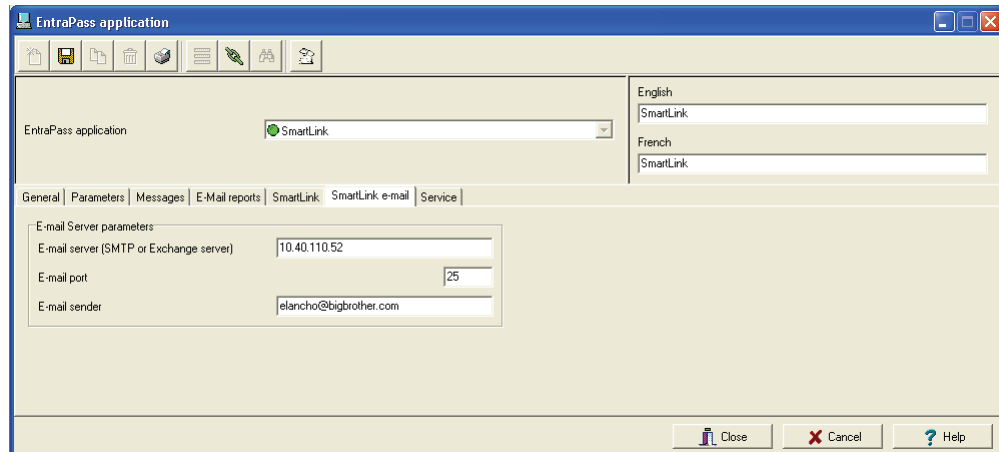 EntraPass application
English
SmartLink
EntraPass application
SmartLink
French
SmartLink
General Parameters Messages E-Mail reports SmartLink SmartLink e-mail Service
E-mail Server parameters
E-mail server (SMTP or Exchange server) 10.40.110.52
E-mail port 25
E-mail sender elancho@bigbrother.com
Close Cancel ? Help